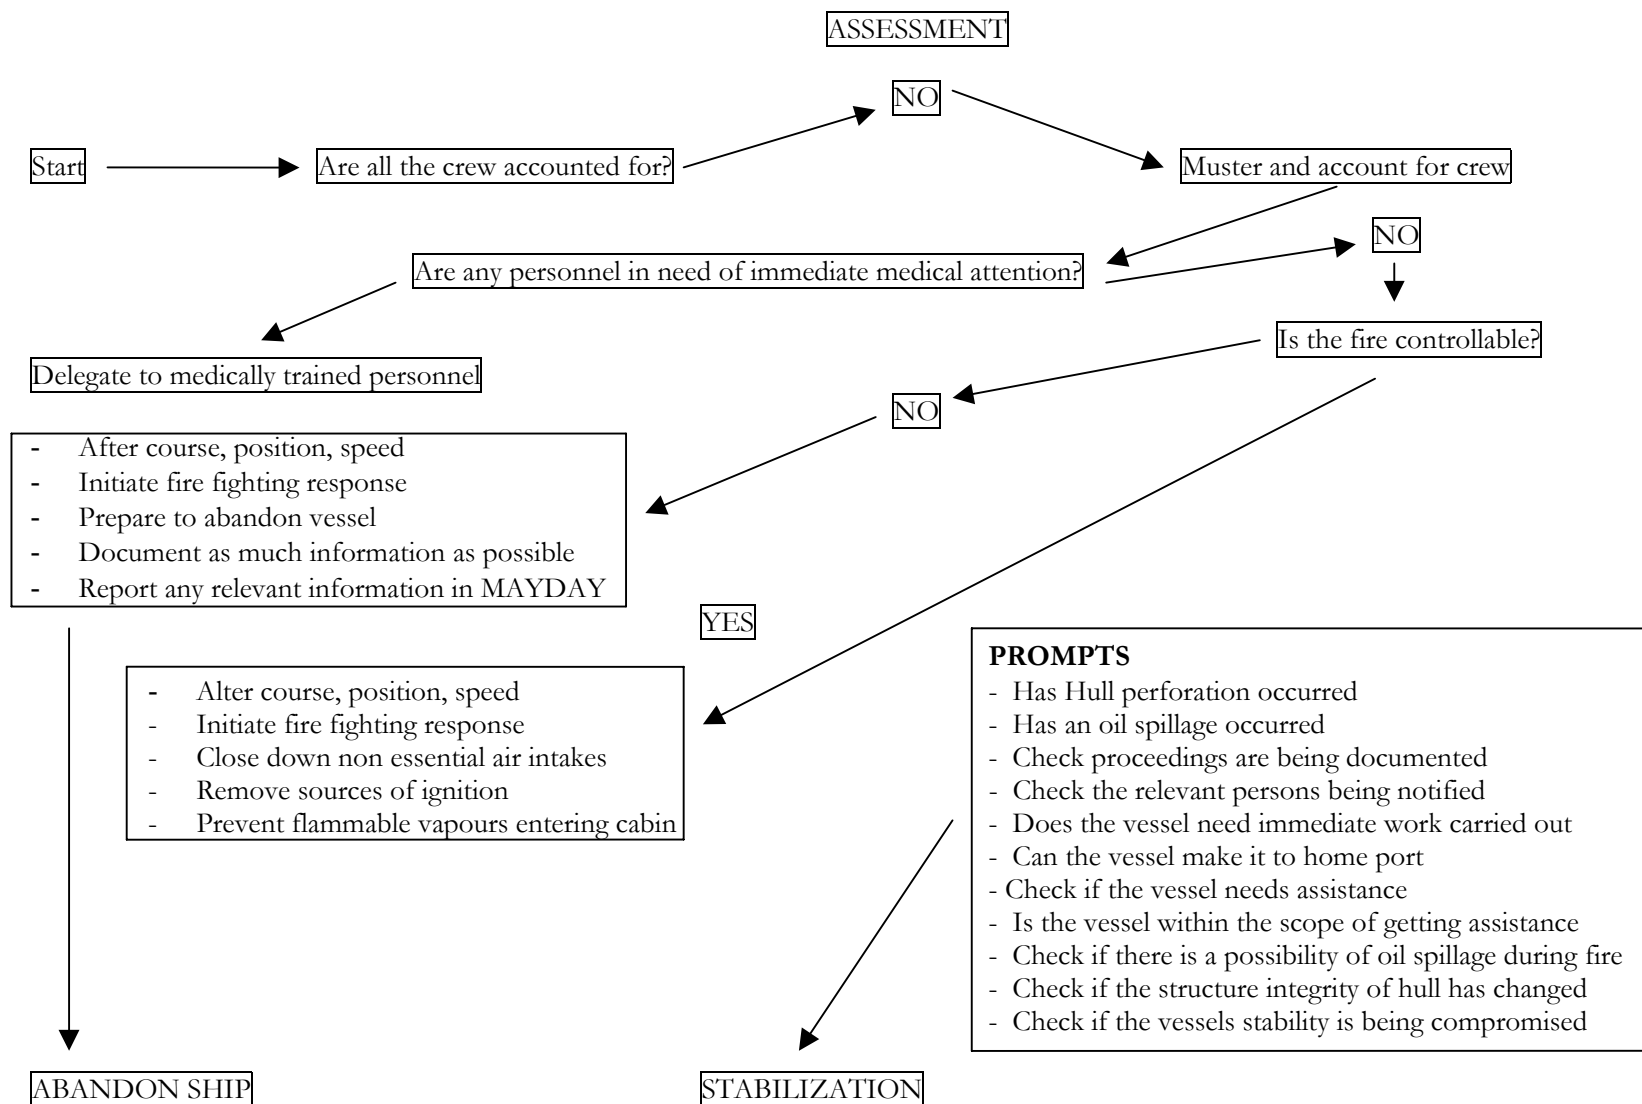 ASSESSMENT
NO
Start
Are all the crew accounted for?
Muster and account for crew
NO
Are any personnel in need of immediate medical attention?
Is the fire controllable?
Delegate to medically trained personnel
NO
- After course, position, speed
- Initiate fire fighting response
- Prepare to abandon vessel
- Document as much information as possible
- Report any relevant information in MAYDAY
YES
- Alter course, position, speed
- Initiate fire fighting response
- Close down non essential air intakes
- Remove sources of ignition
- Prevent flammable vapours entering cabin
PROMPTS
- Has Hull perforation occurred
- Has an oil spillage occurred
- Check proceedings are being documented
- Check the relevant persons being notified
- Does the vessel need immediate work carried out
- Can the vessel make it to home port
- Check if the vessel needs assistance
- Is the vessel within the scope of getting assistance
- Check if there is a possibility of oil spillage during fire
- Check if the structure integrity of hull has changed
- Check if the vessels stability is being compromised
ABANDON SHIP
STABILIZATION